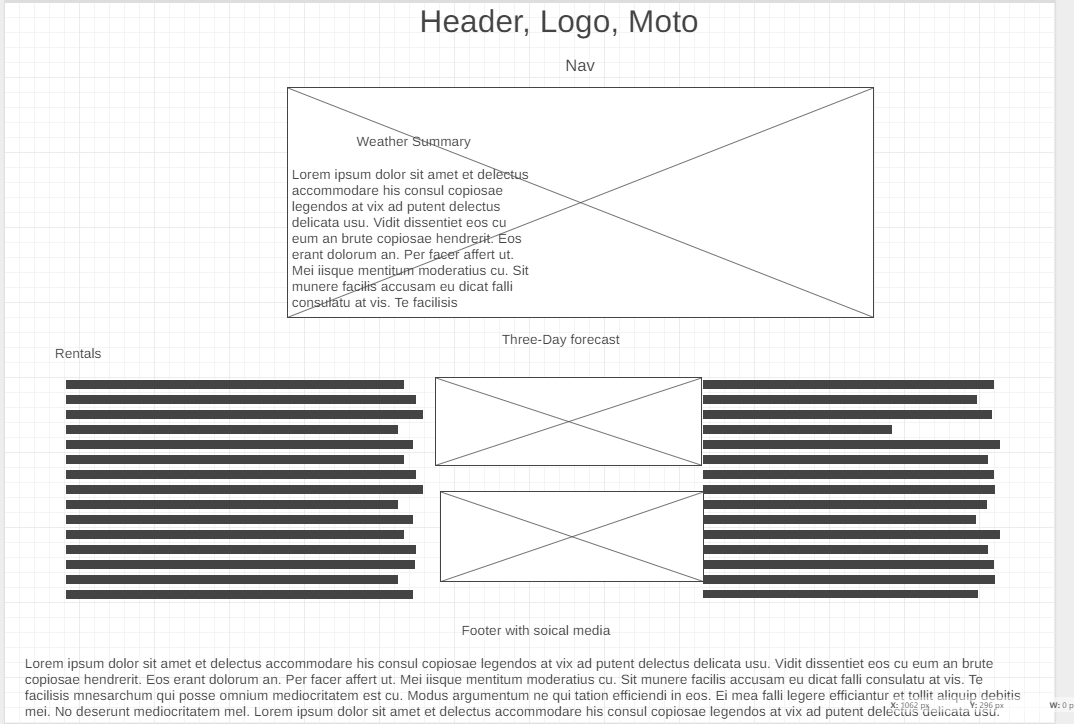 Header, Logo, Moto
Nav
Weather Summary
Lorem ipsum dolor sit amet et delectus
accommodare his consul copiosae
legendos at vix ad putent delectus
delicata usu. Vidit dissentiet eos cu
eum an brute copiosae hendrerit. Eos
erant dolorum an. Per facer affert ut.
Mei iisque mentitum moderatius cu. Sit
munere facilis accusam eu dicat falli
consulatu at vis. Te facilisis
Three-Day forecast
Rentals
Footer with soical media
Lorem ipsum dolor sit amet et delectus accommodare his consul copiosae legendos at vix ad putent delectus delicata usu. Vidit dissentiet eos cu eum an brute
copiosae hendrerit. Eos erant dolorum an. Per facer affert ut. Mei iisque mentitum moderatius cu. Sit munere facilis accusam eu dicat falli consulatu at vis. Te
facilisis mnesarchum qui posse omnium mediocritatem est cu. Modus argumentum ne qui tation efficiendi in eos. Ei mea falli legere efficiantur et tollit aliquip debitis
mei. No deserunt mediocritatem mel. Lorem ipsum dolor sit amet et delectus accommodare his consul copiosae legendos at vix ad putent delectus delicata usu.
X: 1062 px Y: 296 px W: 0 p